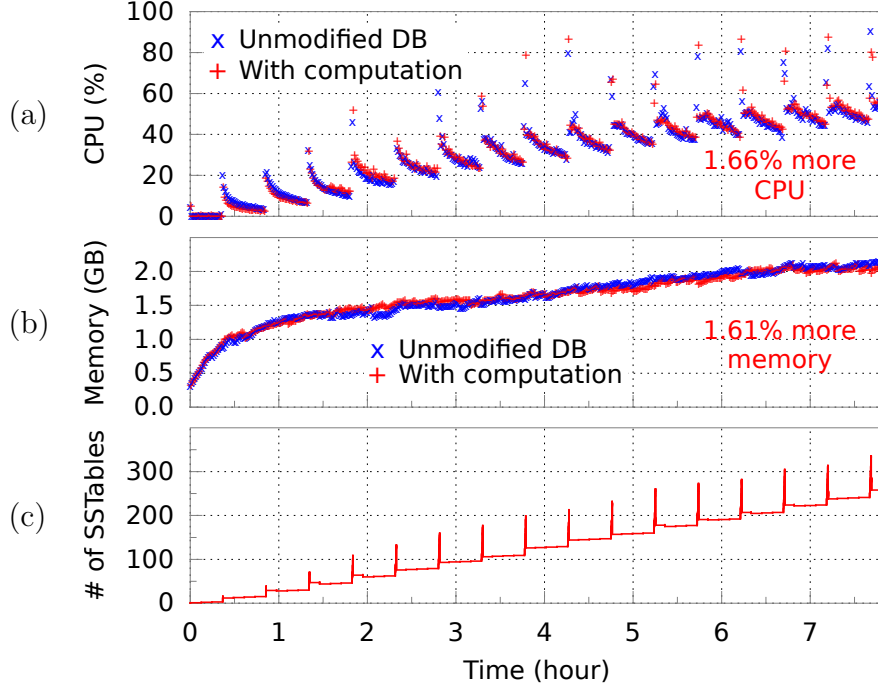 (a)
CPU (%)
100
80
60
40
20
0
x Unmodified DB
+ With computation
1.66% more
CPU
(b)
Memory (GB)
2.0
1.5
1.0
0.5
0.0
x Unmodified DB
+ With computation
1.61% more
memory
(c)
# of SSTables
300
200
100
0
0 1 2 3 4 5 6 7
Time (hour)